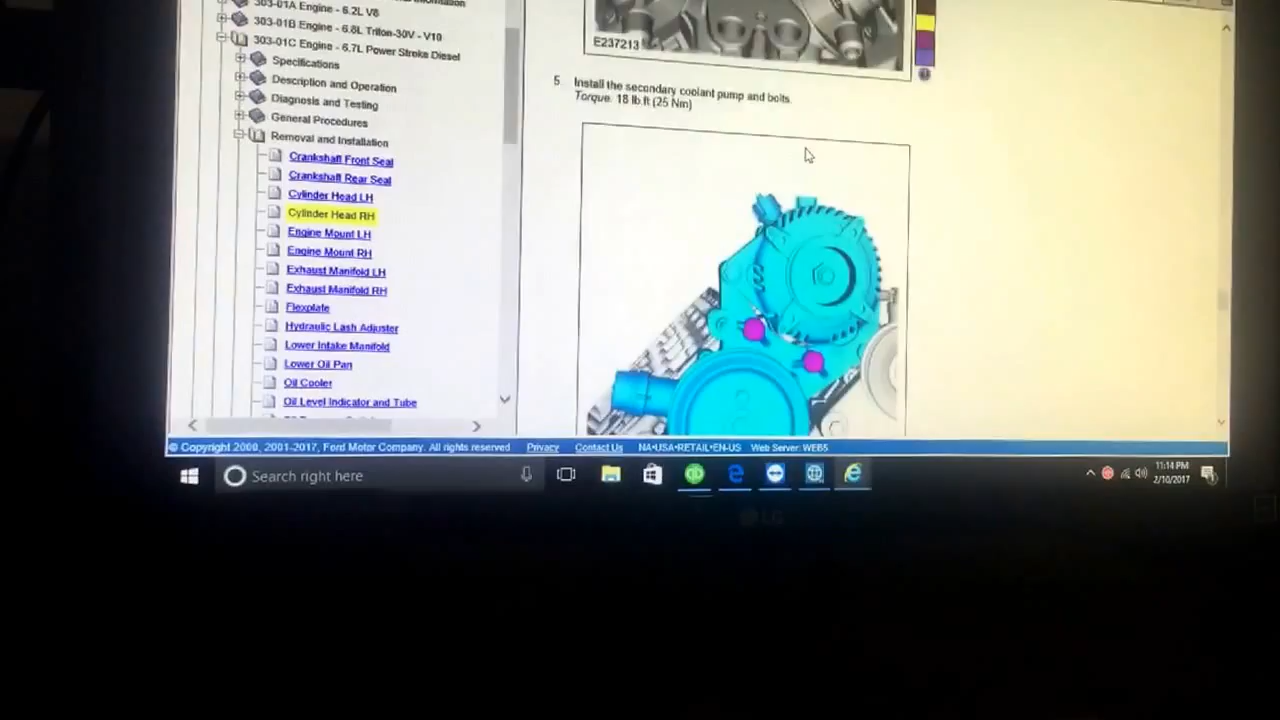 303-01A Engine - 6.2L V8
303-01B Engine - 6.8L Triton-30V - V10
303-01C Engine - 6.7L Power Stroke Diesel
Specifications
Description and Operation
Diagnosis and Testing
General Procedures
Removal and Installation
Crankshaft Front Seal
Crankshaft Rear Seal
Cylinder Head LH
Cylinder Head RH
Engine Mount LH
Engine Mount RH
Exhaust Manifold LH
Exhaust Manifold RH
Flexplate
Hydraulic Lash Adjuster
Lower Intake Manifold
Lower Oil Pan
Oil Cooler
Oil Level Indicator and Tube
E237213
5. Install the secondary coolant pump and bolts.
Torque: 18 lb.ft (25 Nm)
© Copyright 2000, 2001-2017, Ford Motor Company. All rights reserved. Privacy Contact Us NA•USA•RETAIL•EN-US Web Server: WEB5
Search right here
11:14 PM
2/10/2017
LG